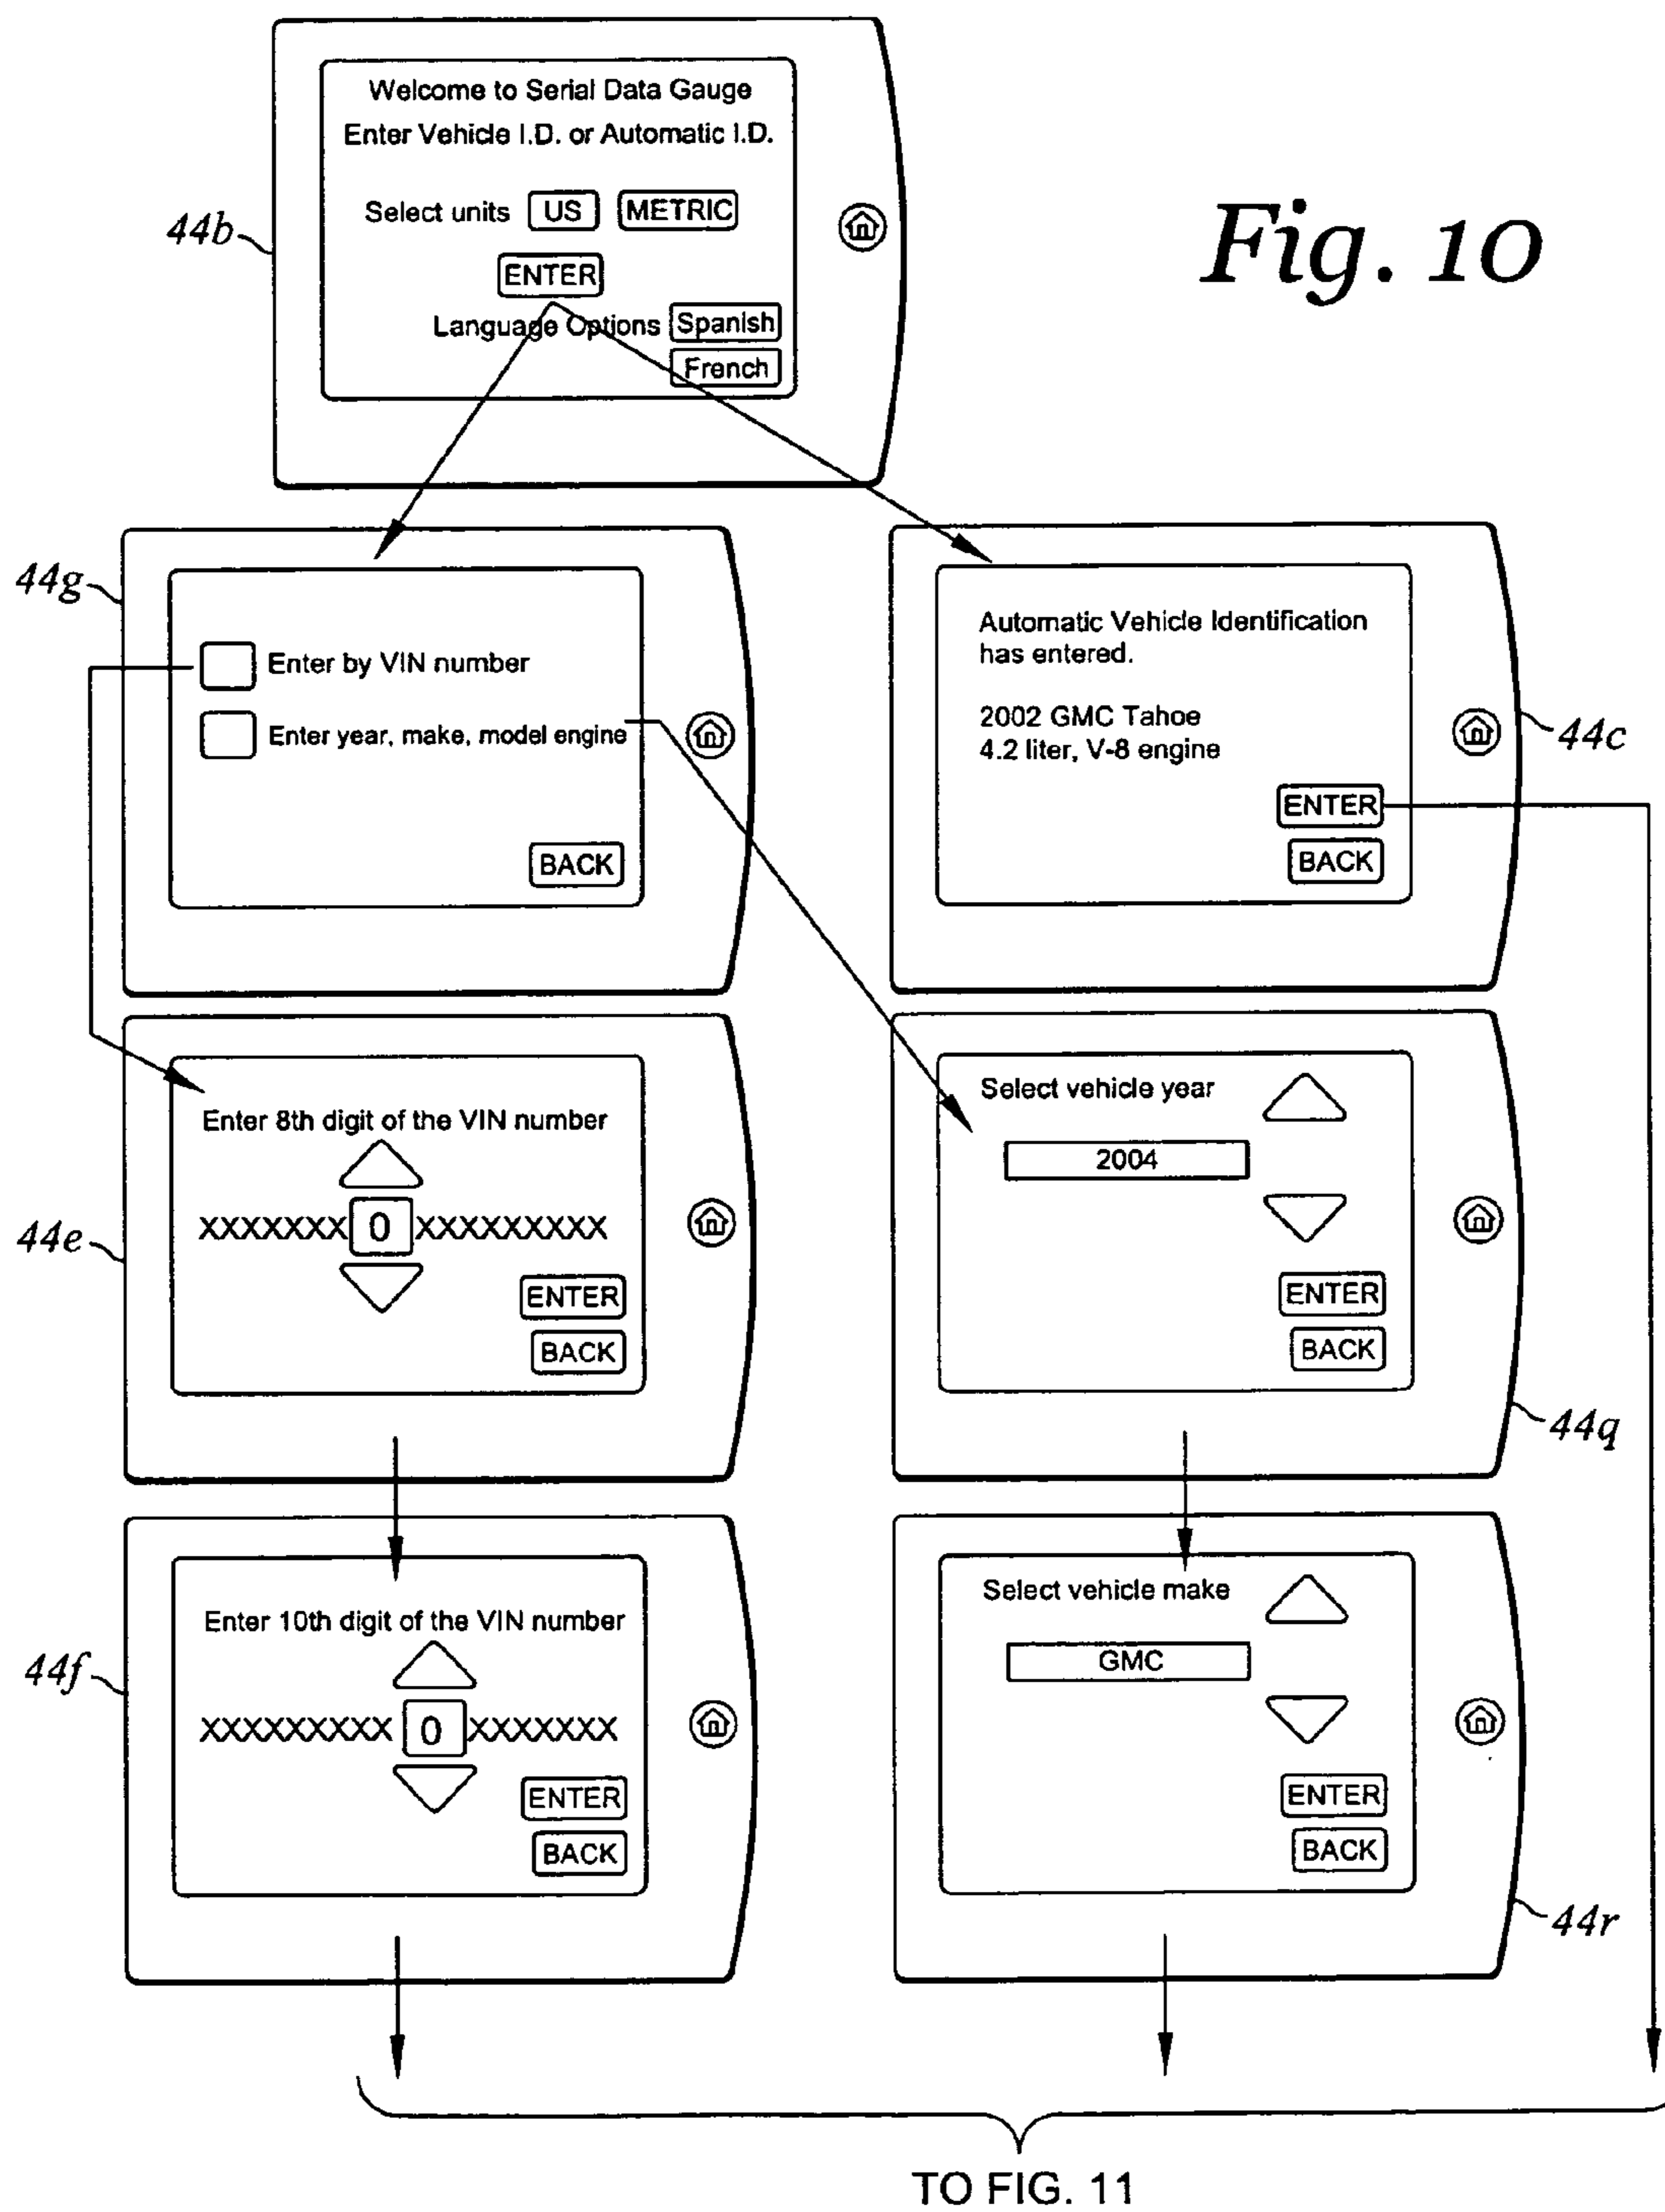 Fig. 10
44b
Welcome to Serial Data Gauge
Enter Vehicle I.D. or Automatic I.D.
Select units US METRIC
ENTER
Language Options Spanish
French
44g
Enter by VIN number
Enter year, make, model engine
BACK
44c
Automatic Vehicle Identification
has entered.
2002 GMC Tahoe
4.2 liter, V-8 engine
ENTER
BACK
44e
Enter 8th digit of the VIN number
XXXXXXX 0 XXXXXXXXX
ENTER
BACK
44q
Select vehicle year
2004
ENTER
BACK
44f
Enter 10th digit of the VIN number
XXXXXXXXX 0 XXXXXXX
ENTER
BACK
44r
Select vehicle make
GMC
ENTER
BACK
TO FIG. 11